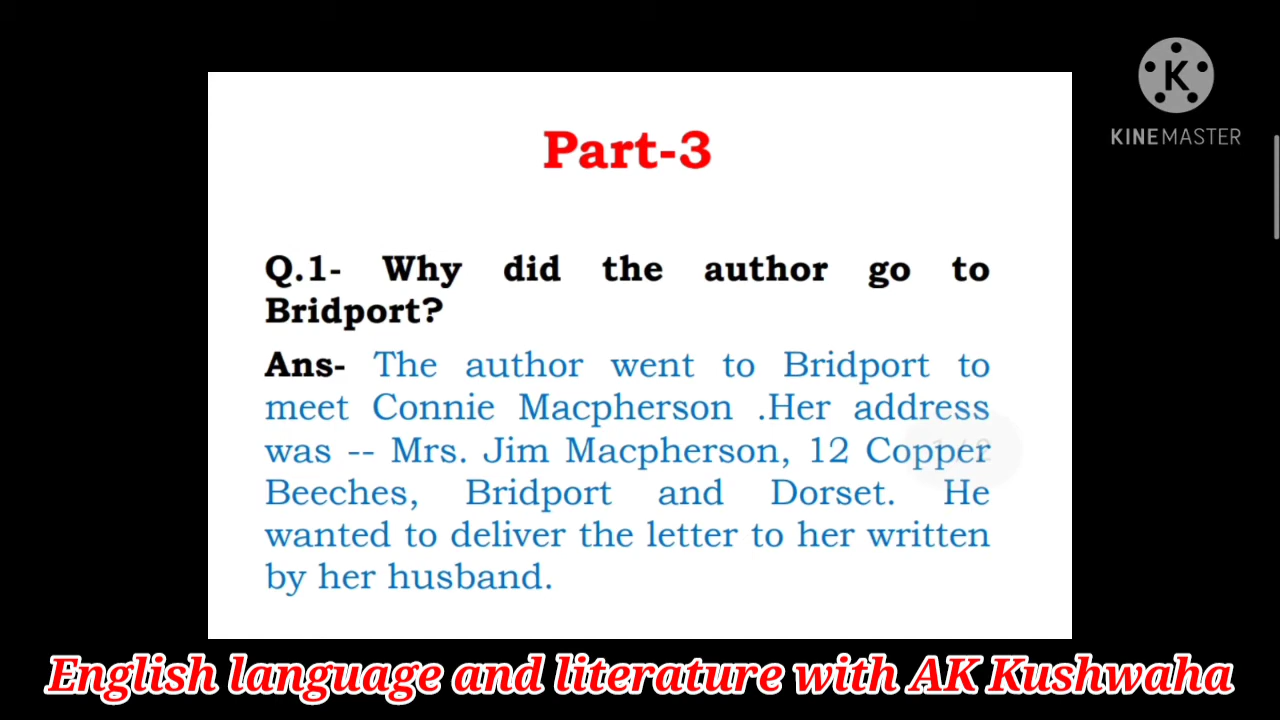 KINEMASTER
Part-3
Q.1- Why did the author go to
Bridport?
Ans- The author went to Bridport to
meet Connie Macpherson .Her address
was -- Mrs. Jim Macpherson, 12 Copper
Beeches, Bridport and Dorset. He
wanted to deliver the letter to her written
by her husband.
English language and literature with AK Kushwaha